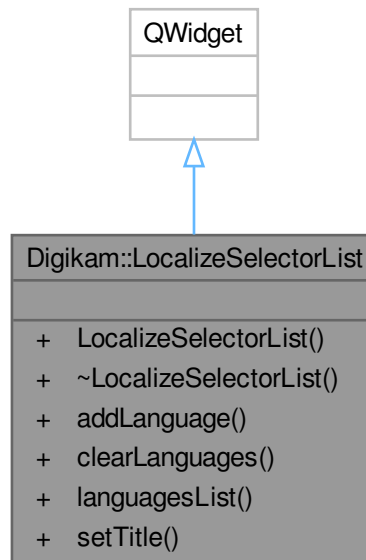 QWidget
Digikam::LocalizeSelectorList
+ LocalizeSelectorList()
+ ~LocalizeSelectorList()
+ addLanguage()
+ clearLanguages()
+ languagesList()
+ setTitle()